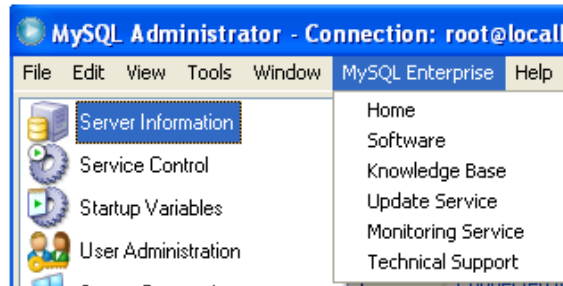 MySQL Administrator - Connection: root@local
File Edit View Tools Window MySQL Enterprise Help
Server Information
Service Control
Startup Variables
User Administration
Home
Software
Knowledge Base
Update Service
Monitoring Service
Technical Support